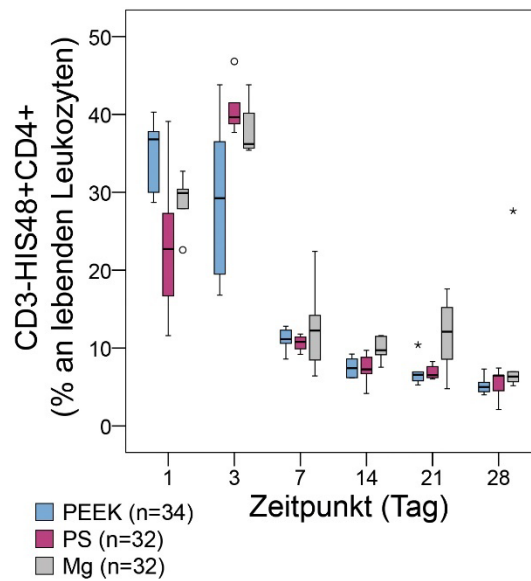 CD3-HIS48+CD4+
(% an lebenden Leukozyten)
50
40
30
20
10
0
1 3 7 14 21 28
Zeitpunkt (Tag)
PEEK (n=34)
PS (n=32)
Mg (n=32)